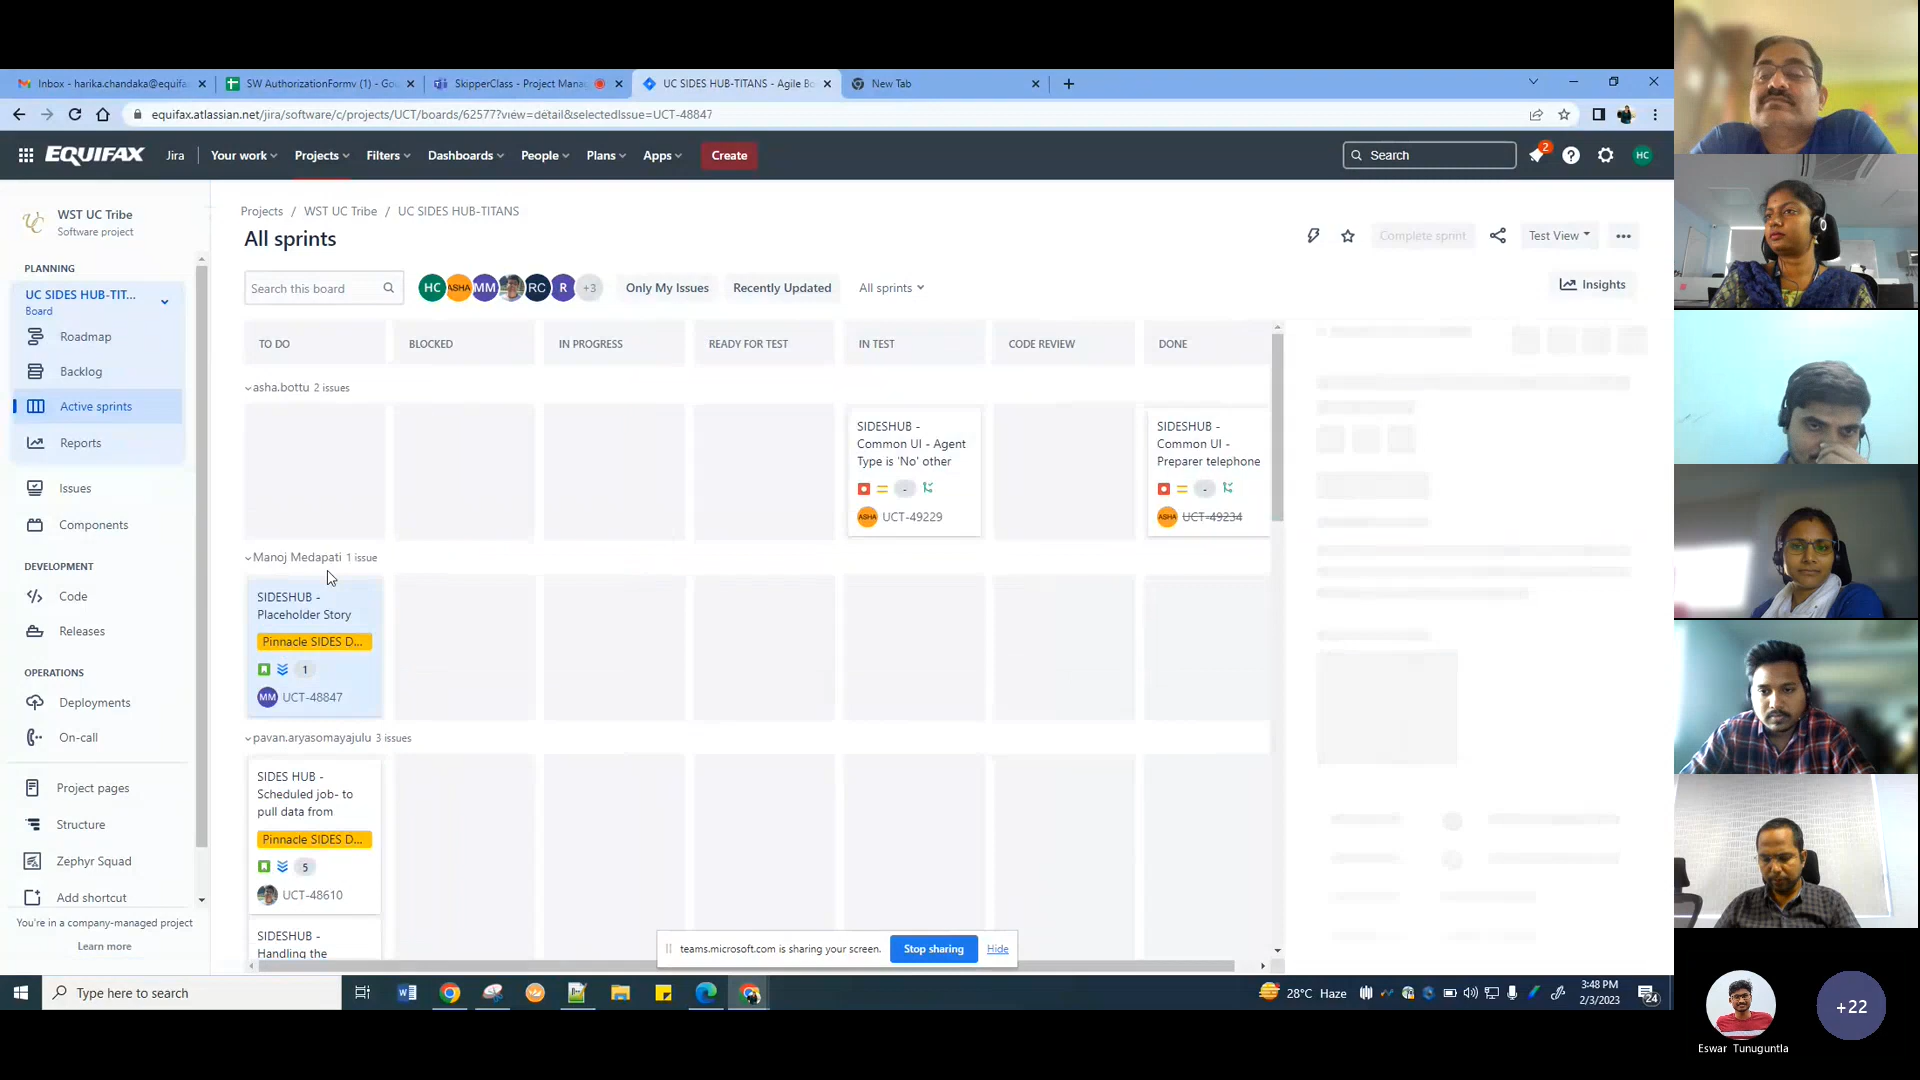 Inbox - harika.chandaka@equifa
SW AuthorizationFormv (1) - Go
SkipperClass - Project Mana
UC SIDES HUB-TITANS - Agile Bo
New Tab
equifax.atlassian.net/jira/software/c/projects/UCT/boards/62577?view=detail&selectedIssue=UCT-48847
EQUIFAX
Jira
Your work
Projects
Filters
Dashboards
People
Plans
Apps
Create
Search
2
HC
WST UC Tribe
Software project
PLANNING
UC SIDES HUB-TIT...
Board
Roadmap
Backlog
Active sprints
Reports
Issues
Components
DEVELOPMENT
Code
Releases
OPERATIONS
Deployments
On-call
Project pages
Structure
Zephyr Squad
Add shortcut
You're in a company-managed project
Learn more
Projects / WST UC Tribe / UC SIDES HUB-TITANS
All sprints
Complete sprint
Test View
Search this board
HC
ASHA
MM
RC
R
+3
Only My Issues
Recently Updated
All sprints
Insights
TO DO
BLOCKED
IN PROGRESS
READY FOR TEST
IN TEST
CODE REVIEW
DONE
asha.bottu 2 issues
SIDESHUB -
Common UI - Agent
Type is 'No' other
-
ASHA
UCT-49229
SIDESHUB -
Common UI -
Preparer telephone
-
ASHA
UCT-49234
Manoj Medapati 1 issue
SIDESHUB -
Placeholder Story
Pinnacle SIDES D...
1
MM
UCT-48847
pavan.aryasomayajulu 3 issues
SIDES HUB -
Scheduled job- to
pull data from
Pinnacle SIDES D...
5
UCT-48610
SIDESHUB -
Handling the
teams.microsoft.com is sharing your screen.
Stop sharing
Hide
Type here to search
28°C Haze
3:48 PM
2/3/2023
24
Eswar Tunuguntla
+22